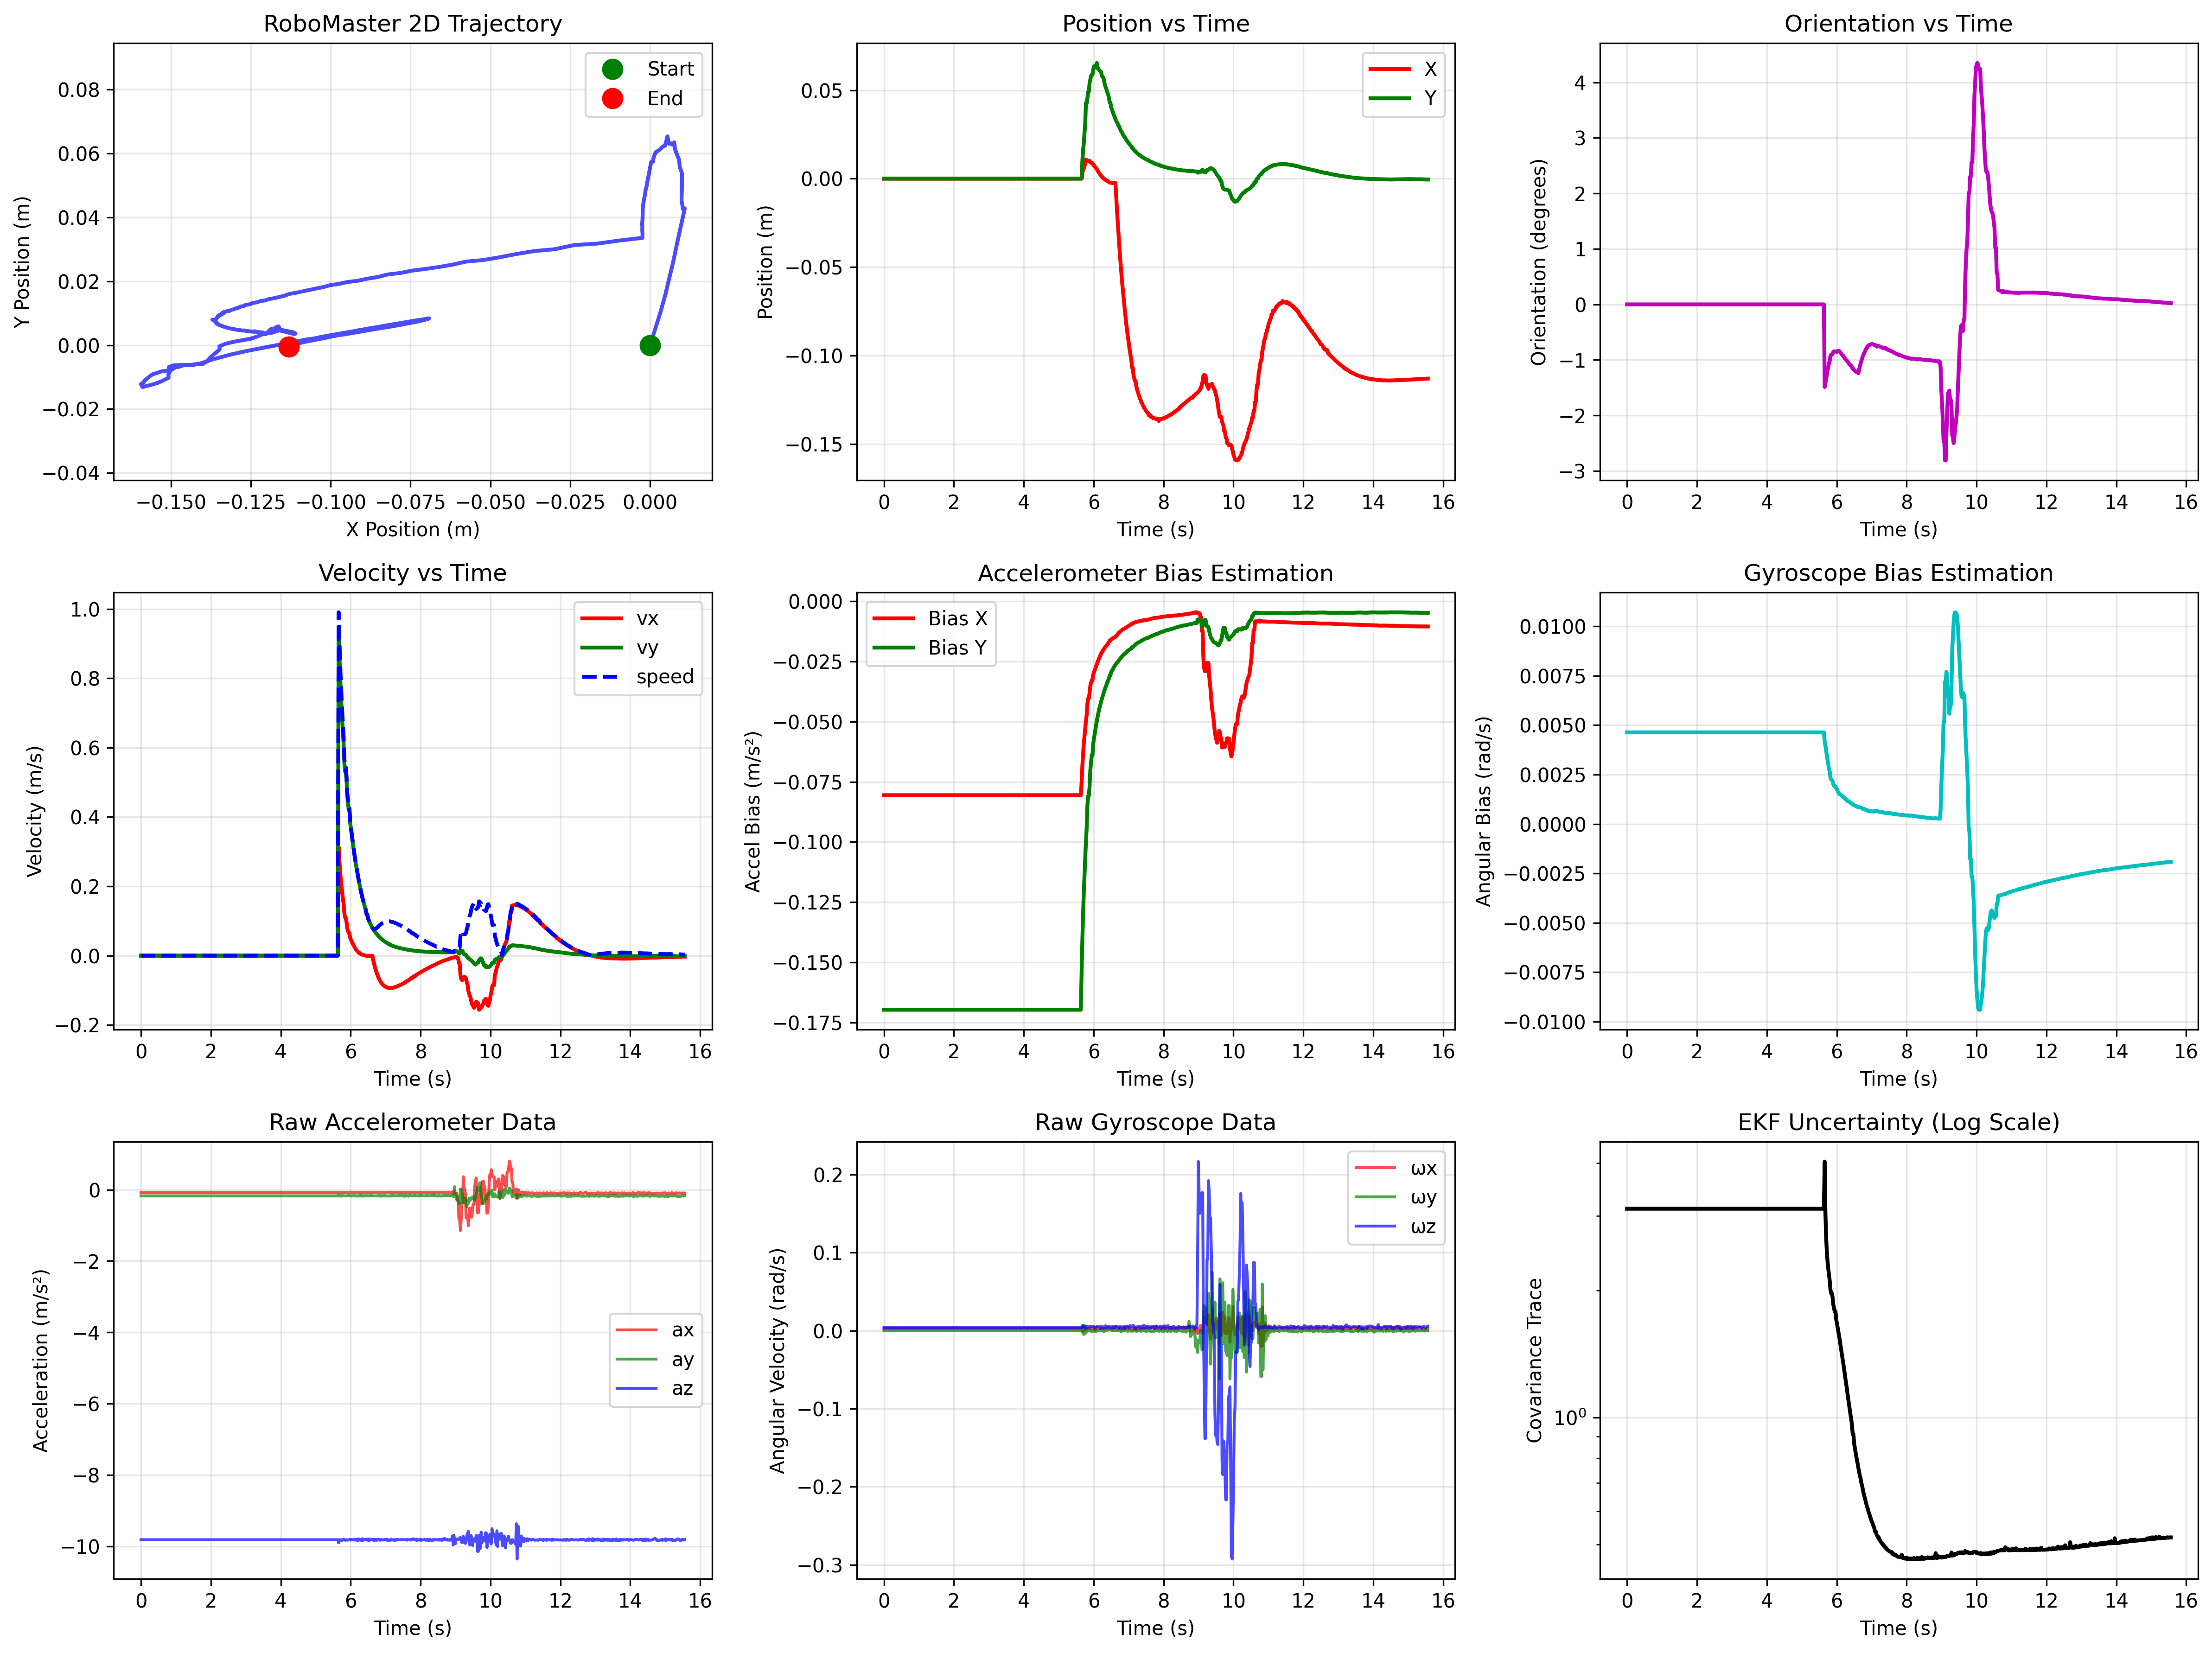 RoboMaster 2D Trajectory
Start
End
0.08
0.06
0.04
0.02
0.00
−0.02
−0.04
−0.150 −0.125 −0.100 −0.075 −0.050 −0.025 0.000
X Position (m)
Y Position (m)
Position vs Time
X
Y
0.05
0.00
−0.05
−0.10
−0.15
0 2 4 6 8 10 12 14 16
Time (s)
Position (m)
Orientation vs Time
4
3
2
1
0
−1
−2
−3
0 2 4 6 8 10 12 14 16
Time (s)
Orientation (degrees)
Velocity vs Time
vx
vy
speed
1.0
0.8
0.6
0.4
0.2
0.0
−0.2
0 2 4 6 8 10 12 14 16
Time (s)
Velocity (m/s)
Accelerometer Bias Estimation
Bias X
Bias Y
0.000
−0.025
−0.050
−0.075
−0.100
−0.125
−0.150
−0.175
0 2 4 6 8 10 12 14 16
Time (s)
Accel Bias (m/s²)
Gyroscope Bias Estimation
0.0100
0.0075
0.0050
0.0025
0.0000
−0.0025
−0.0050
−0.0075
−0.0100
0 2 4 6 8 10 12 14 16
Time (s)
Angular Bias (rad/s)
Raw Accelerometer Data
ax
ay
az
0
−2
−4
−6
−8
−10
0 2 4 6 8 10 12 14 16
Time (s)
Acceleration (m/s²)
Raw Gyroscope Data
ωx
ωy
ωz
0.2
0.1
0.0
−0.1
−0.2
−0.3
0 2 4 6 8 10 12 14 16
Time (s)
Angular Velocity (rad/s)
EKF Uncertainty (Log Scale)
10⁰
0 2 4 6 8 10 12 14 16
Time (s)
Covariance Trace